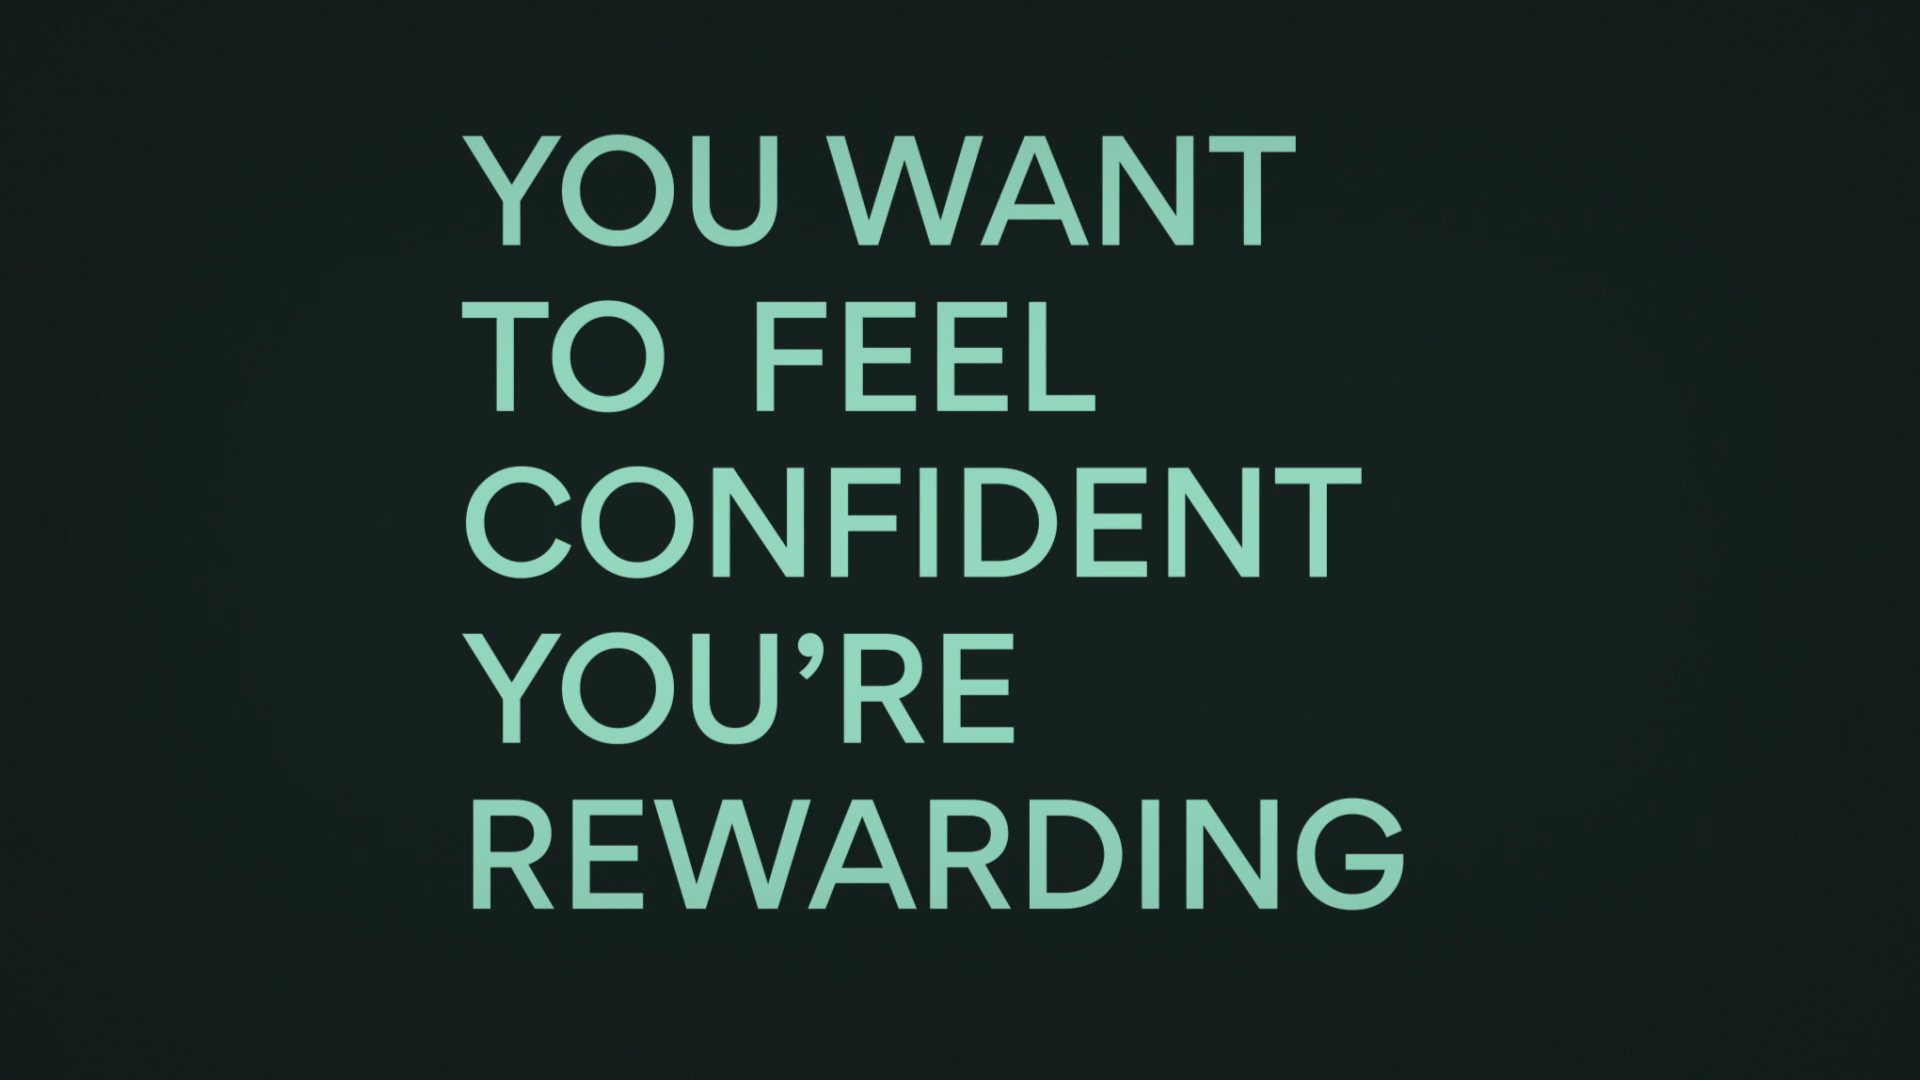 YOU WANT
TO FEEL
CONFIDENT
YOU’RE
REWARDING